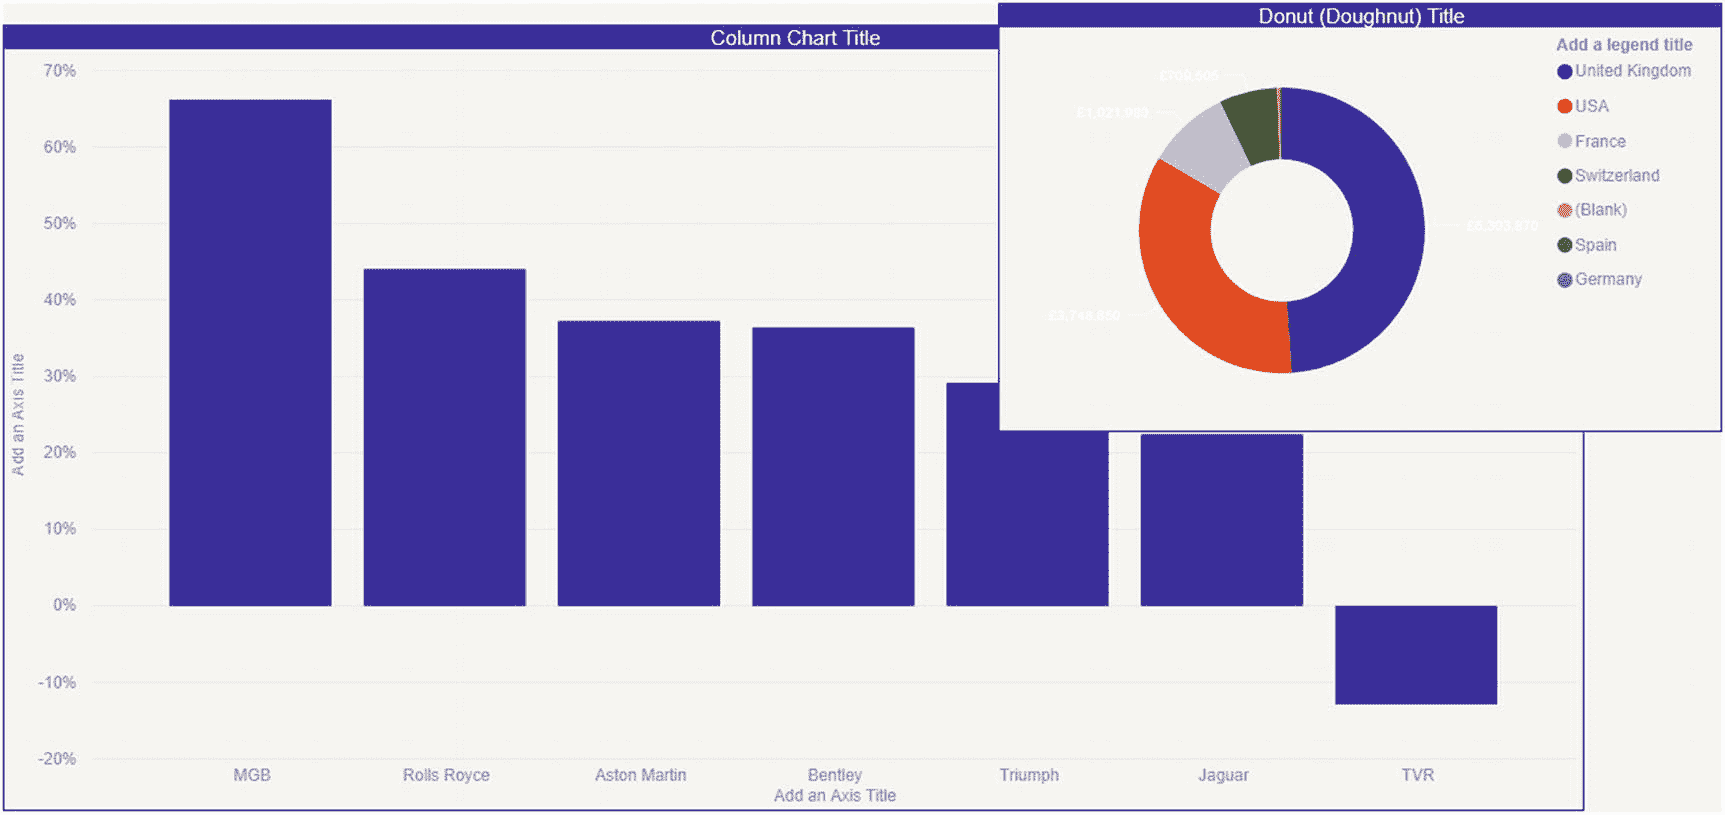 Column Chart Title
70%
60%
50%
40%
30%
20%
10%
0%
-10%
-20%
Add an Axis Title
MGB
Rolls Royce
Aston Martin
Bentley
Triumph
Jaguar
TVR
Add an Axis Title
Donut (Doughnut) Title
Add a legend title
United Kingdom
USA
France
Switzerland
(Blank)
Spain
Germany